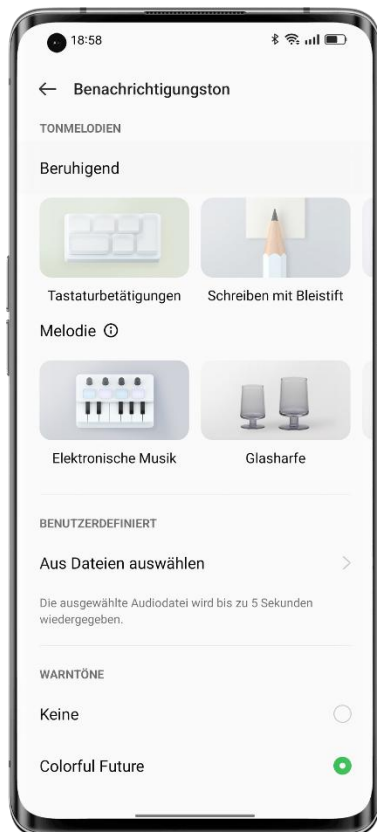 18:58
Benachrichtigungston
TONMELODIEN
Beruhigend
Tastaturbetätigungen
Schreiben mit Bleistift
Melodie
Elektronische Musik
Glasharfe
BENUTZERDEFINIERT
Aus Dateien auswählen
Die ausgewählte Audiodatei wird bis zu 5 Sekunden
wiedergegeben.
WARNTÖNE
Keine
Colorful Future